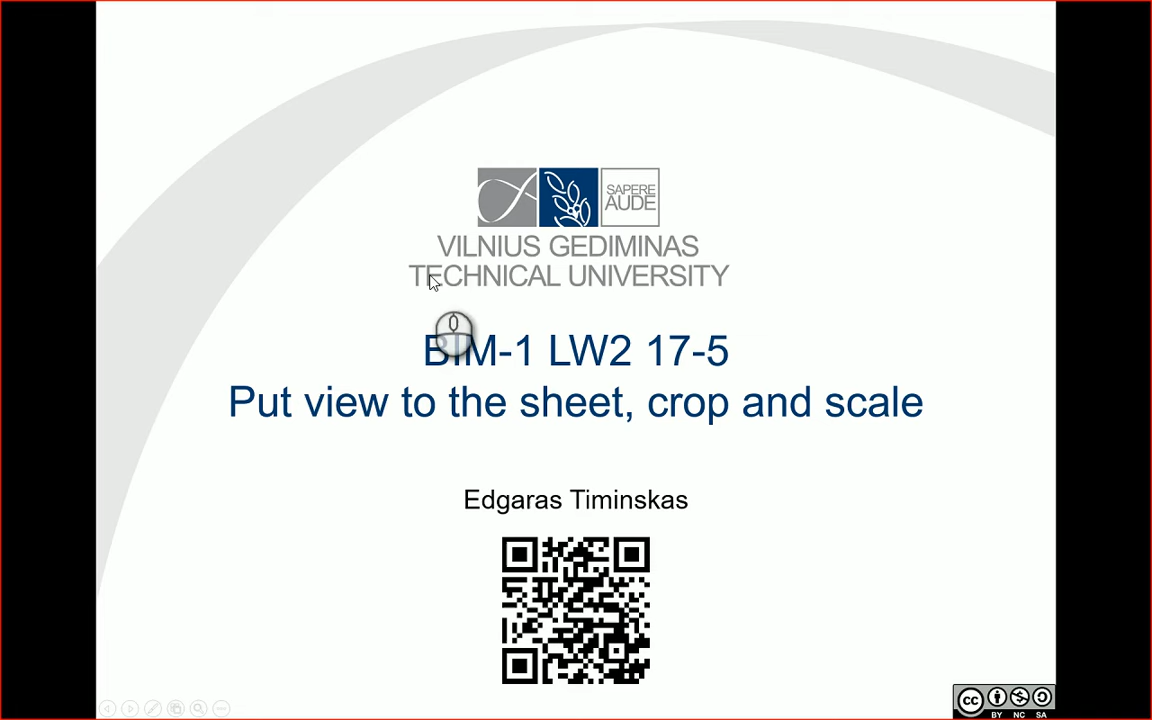 SAPERE
AUDE
VILNIUS GEDIMINAS
TECHNICAL UNIVERSITY
BIM-1 LW2 17-5
Put view to the sheet, crop and scale
Edgaras Timinskas
cc
BY NC SA